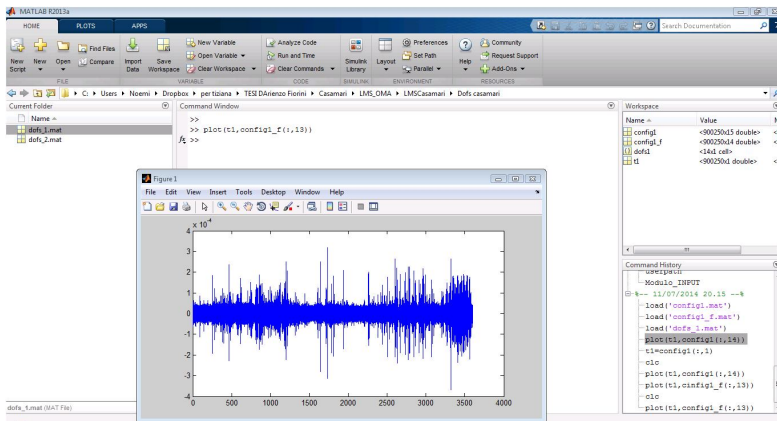 MATLAB R2013a
HOME PLOTS APPS
Search Documentation
New Script
New
Open
Find Files
Compare
Import Data
Save Workspace
New Variable
Open Variable
Clear Workspace
Analyze Code
Run and Time
Clear Commands
Simulink Library
Layout
Preferences
Set Path
Parallel
Help
Community
Request Support
Add-Ons
FILE VARIABLE CODE SIMULINK ENVIRONMENT RESOURCES
C: Users Noemi Dropbox per tiziana TESI DArienzo Fiorini Casamari LMS_OMA LMSCasamari Dofs casamari
Current Folder
Name
dofs_1.mat
dofs_2.mat
dofs_1.mat (MAT File)
Command Window
>>
>> plot(t1,config1_f(:,13))
fx >>
Workspace
Name Value
config1 <900250x15 double>
config1_f <900250x14 double>
dofs1 <14x1 cell>
t1 <900250x1 double>
Command History
userpath
Modulo_INPUT
%-- 11/07/2014 20.15 --%
load('config1.mat')
load('config1_f.mat')
load('dofs_1.mat')
plot(t1,config1(:,14))
t1=config1(:,1)
clc
plot(t1,config1(:,14))
plot(t1,cinfig1_f(:,13))
clc
plot(t1,config1_f(:,13))
Figure 1
File Edit View Insert Tools Desktop Window Help
x 10-4
4
3
2
1
0
-1
-2
-3
-4
0 500 1000 1500 2000 2500 3000 3500 4000